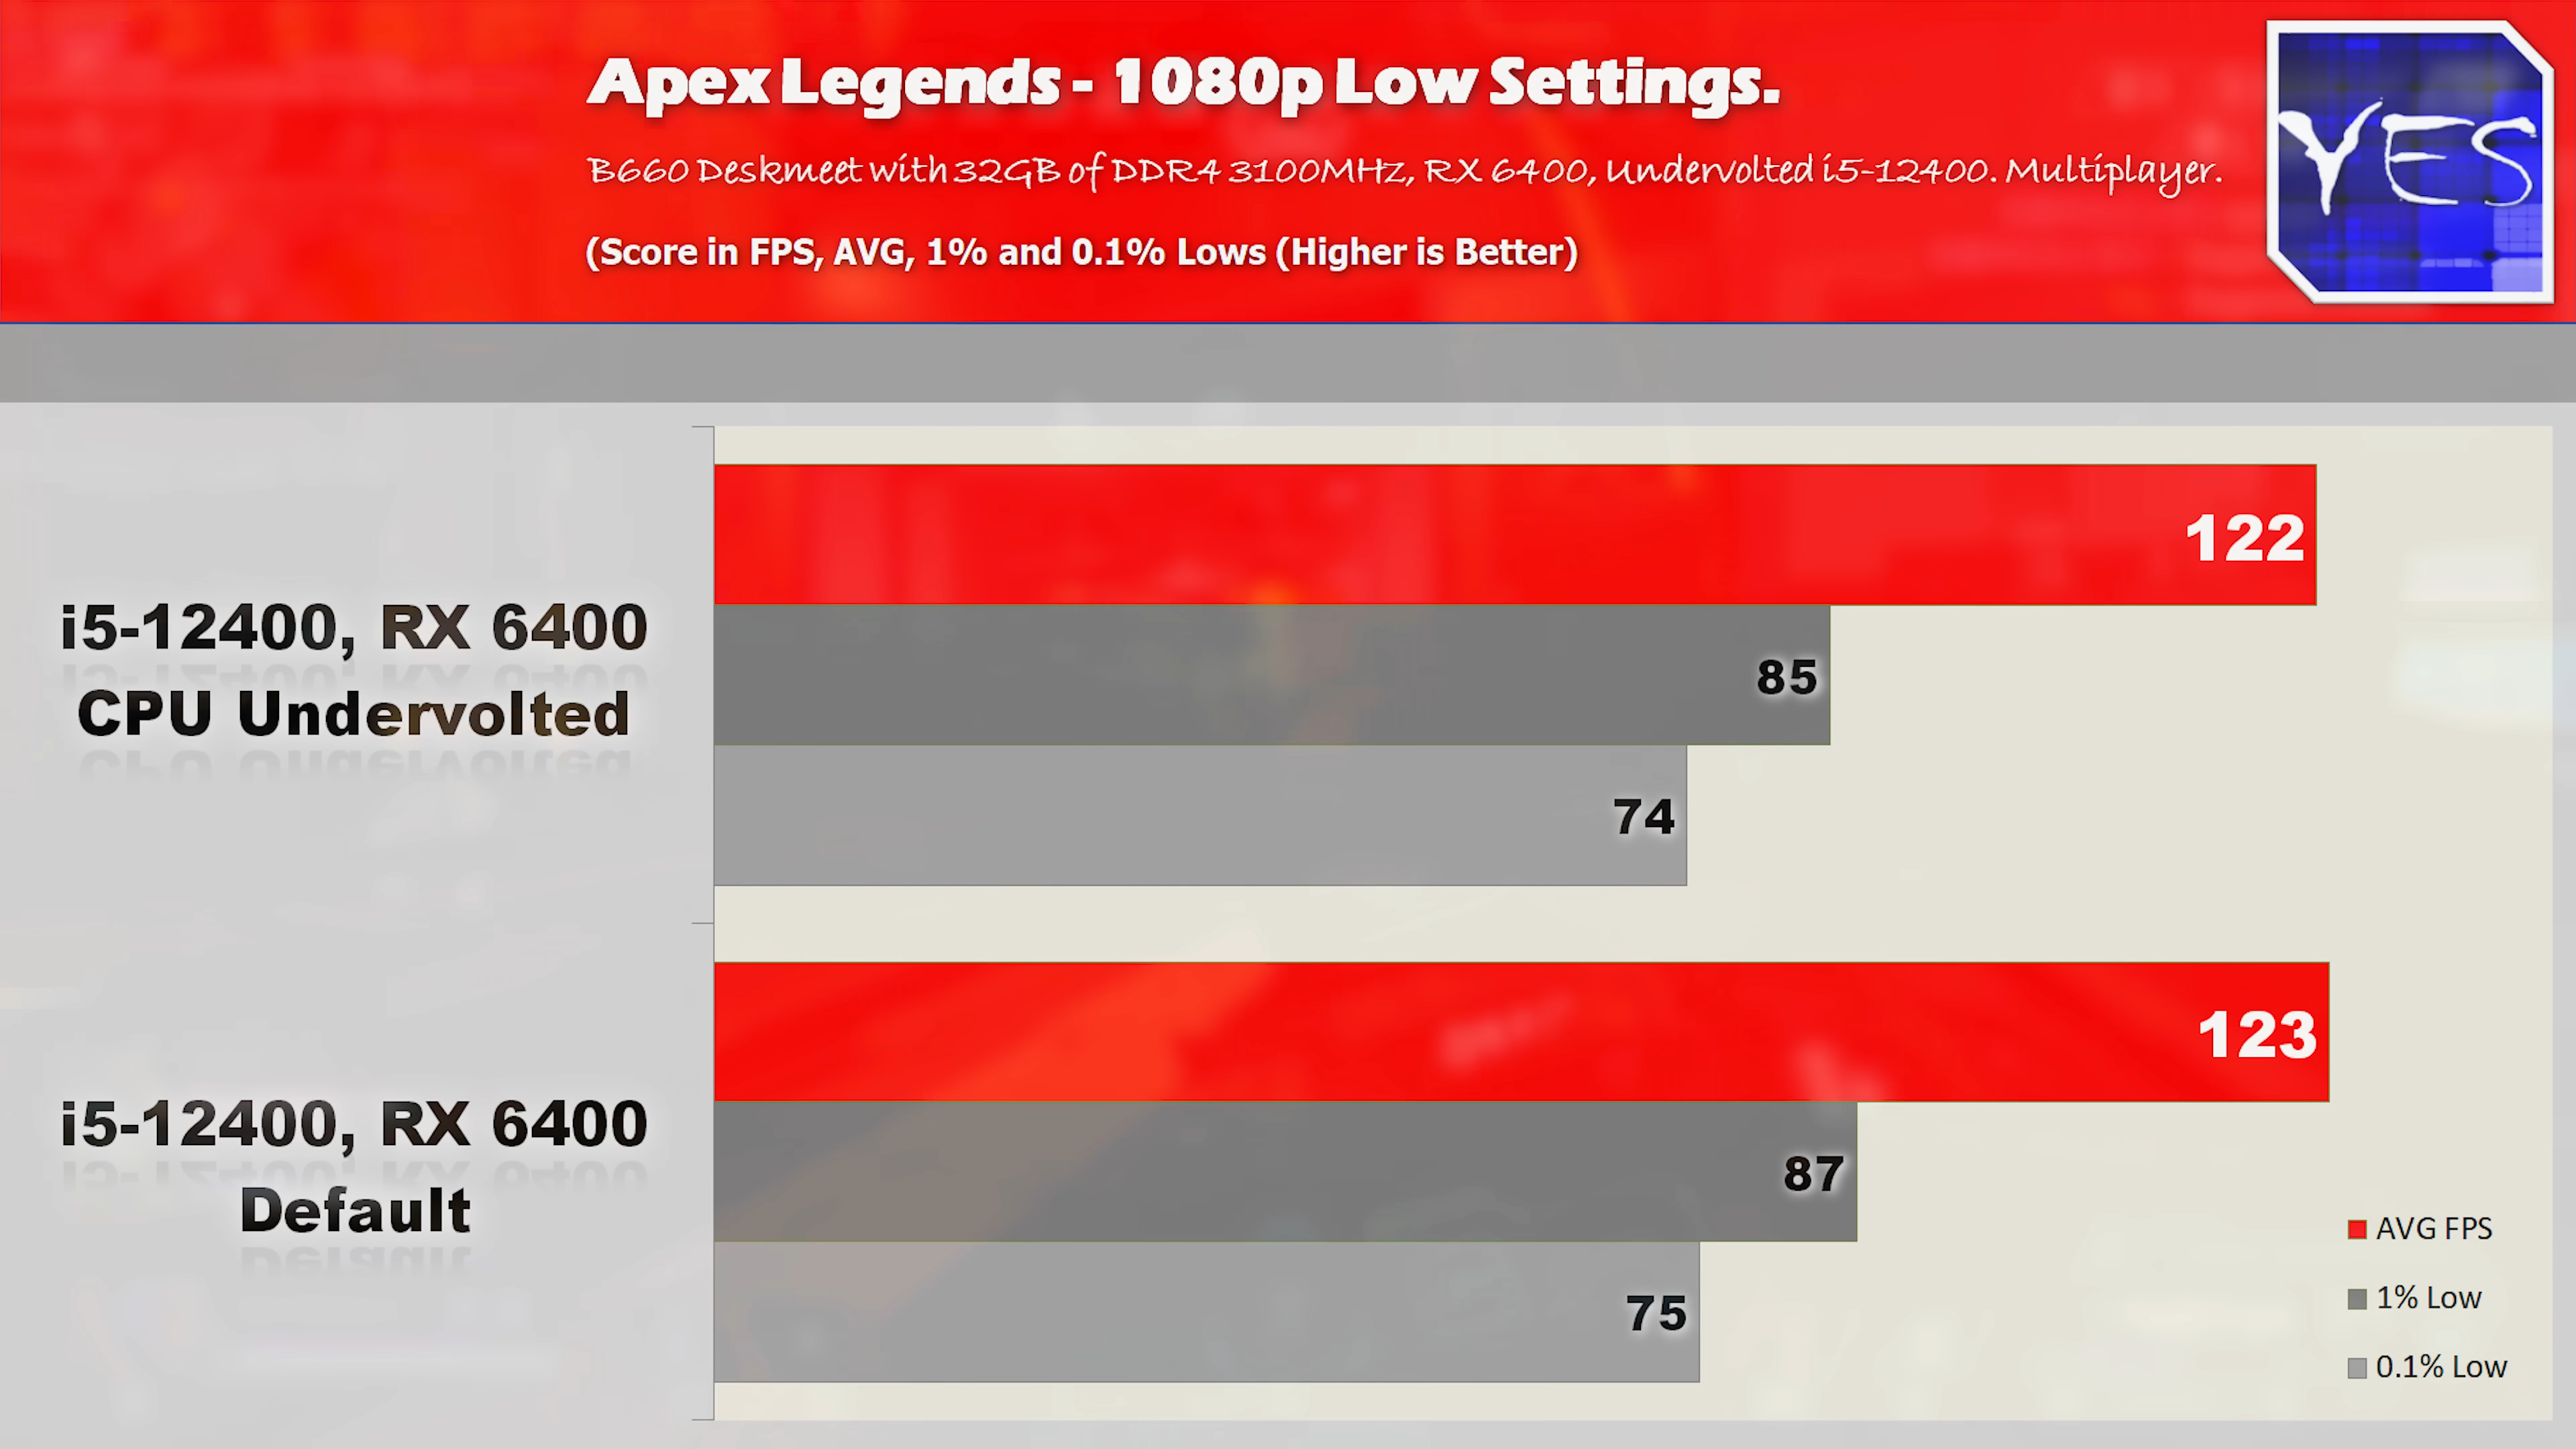 Apex Legends - 1080p Low Settings.
B660 Deskmeet with 32GB of DDR4 3100MHz, RX 6400, Undervolted i5-12400. Multiplayer.
(Score in FPS, AVG, 1% and 0.1% Lows (Higher is Better)
YES
i5-12400, RX 6400
CPU Undervolted
122
85
74
i5-12400, RX 6400
Default
123
87
75
AVG FPS
1% Low
0.1% Low